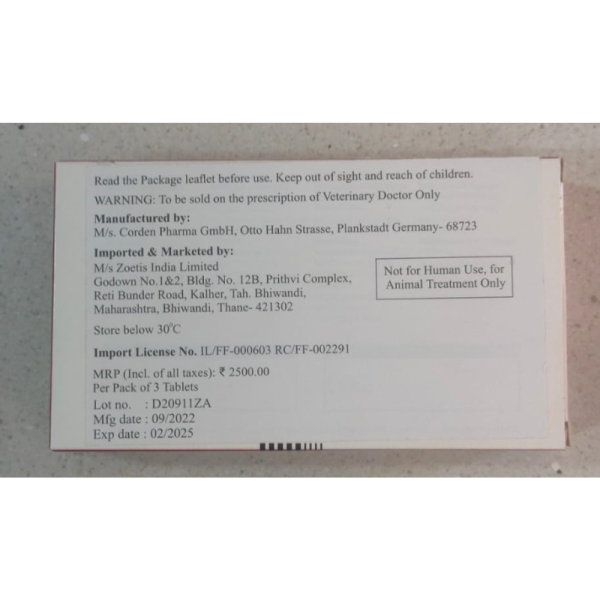 Read the Package leaflet before use. Keep out of sight and reach of children.
WARNING: To be sold on the prescription of Veterinary Doctor Only
Manufactured by:
M/s. Corden Pharma GmbH, Otto Hahn Strasse, Plankstadt Germany- 68723
Imported & Marketed by:
M/s Zoetis India Limited
Godown No.1&2, Bldg. No. 12B, Prithvi Complex,
Reti Bunder Road, Kalher, Tah. Bhiwandi,
Maharashtra, Bhiwandi, Thane- 421302
Not for Human Use, for
Animal Treatment Only
Store below 30°C
Import License No. IL/FF-000603 RC/FF-002291
MRP (Incl. of all taxes): ₹ 2500.00
Per Pack of 3 Tablets
Lot no. : D20911ZA
Mfg date : 09/2022
Exp date : 02/2025